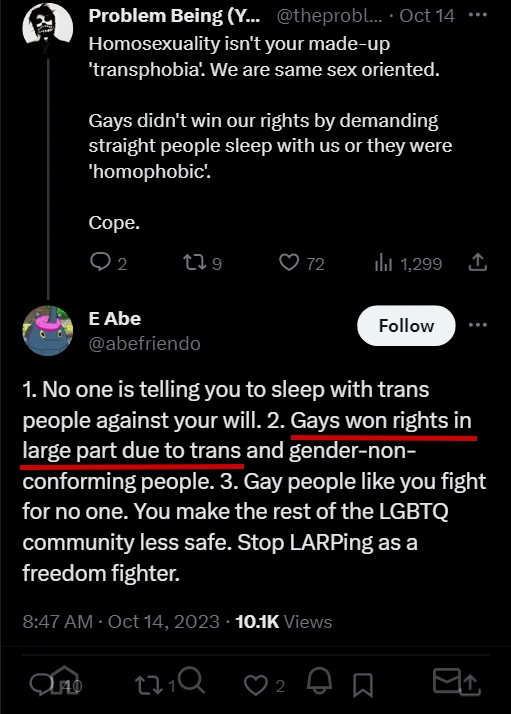 Problem Being (Y... @theprobl... · Oct 14 ...
Homosexuality isn't your made-up
'transphobia'. We are same sex oriented.
Gays didn't win our rights by demanding
straight people sleep with us or they were
'homophobic'.
Cope.
2 9 72 1,299
E Abe
@abefriendo
Follow ...
1. No one is telling you to sleep with trans
people against your will. 2. Gays won rights in
large part due to trans and gender-non-
conforming people. 3. Gay people like you fight
for no one. You make the rest of the LGBTQ
community less safe. Stop LARPing as a
freedom fighter.
8:47 AM · Oct 14, 2023 · 10.1K Views
40 1 2